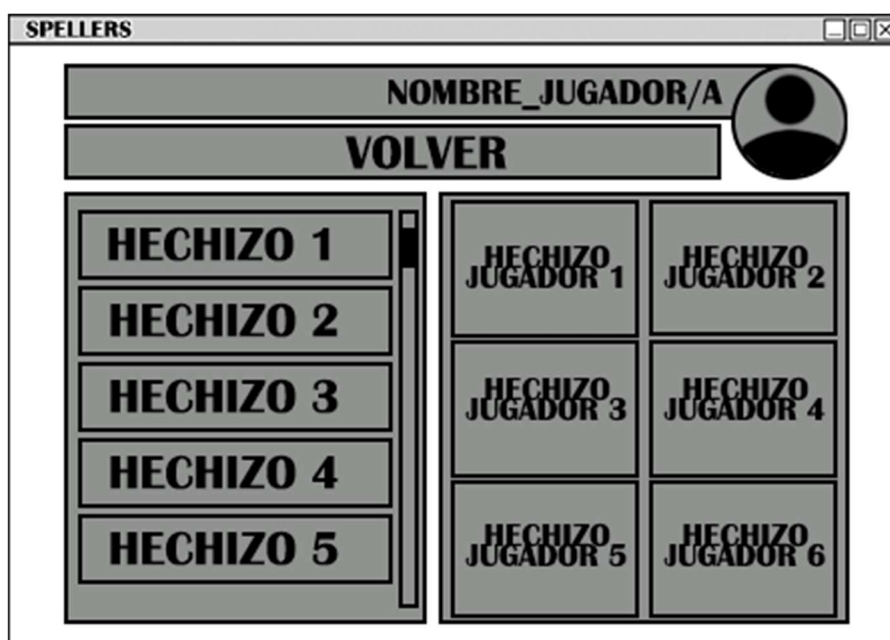 SPELLERS
NOMBRE_JUGADOR/A
VOLVER
HECHIZO 1
HECHIZO 2
HECHIZO 3
HECHIZO 4
HECHIZO 5
HECHIZO
JUGADOR 1
HECHIZO
JUGADOR 2
HECHIZO
JUGADOR 3
HECHIZO
JUGADOR 4
HECHIZO
JUGADOR 5
HECHIZO
JUGADOR 6